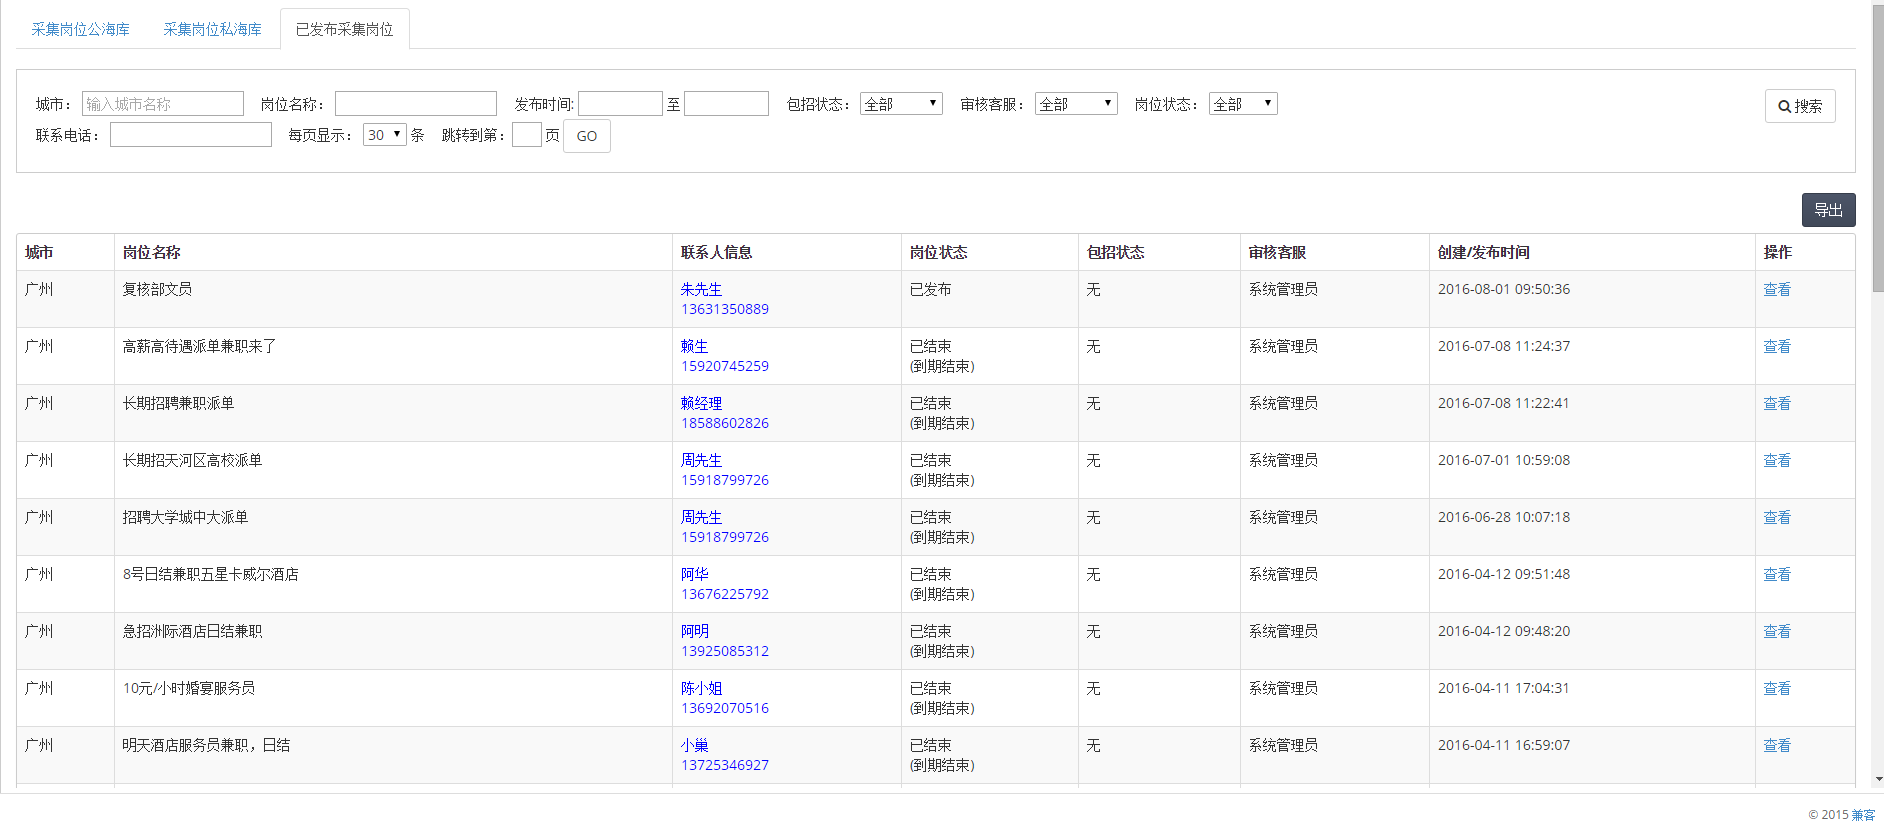 采集岗位公海库 采集岗位私海库 已发布采集岗位
城市： 输入城市名称 岗位名称： 发布时间: 至 包招状态： 全部 审核客服： 全部 岗位状态： 全部 搜索
联系电话： 每页显示： 30 条 跳转到第： 页 GO
导出
城市 岗位名称 联系人信息 岗位状态 包招状态 审核客服 创建/发布时间 操作
广州 复核部文员 朱先生 已发布 无 系统管理员 2016-08-01 09:50:36 查看
13631350889
广州 高薪高待遇派单兼职来了 赖生 已结束 无 系统管理员 2016-07-08 11:24:37 查看
15920745259 (到期结束)
广州 长期招聘兼职派单 赖经理 已结束 无 系统管理员 2016-07-08 11:22:41 查看
18588602826 (到期结束)
广州 长期招天河区高校派单 周先生 已结束 无 系统管理员 2016-07-01 10:59:08 查看
15918799726 (到期结束)
广州 招聘大学城中大派单 周先生 已结束 无 系统管理员 2016-06-28 10:07:18 查看
15918799726 (到期结束)
广州 8号日结兼职五星卡威尔酒店 阿华 已结束 无 系统管理员 2016-04-12 09:51:48 查看
13676225792 (到期结束)
广州 急招洲际酒店日结兼职 阿明 已结束 无 系统管理员 2016-04-12 09:48:20 查看
13925085312 (到期结束)
广州 10元/小时婚宴服务员 陈小姐 已结束 无 系统管理员 2016-04-11 17:04:31 查看
13692070516 (到期结束)
广州 明天酒店服务员兼职，日结 小巢 已结束 无 系统管理员 2016-04-11 16:59:07 查看
13725346927 (到期结束)
© 2015 兼客